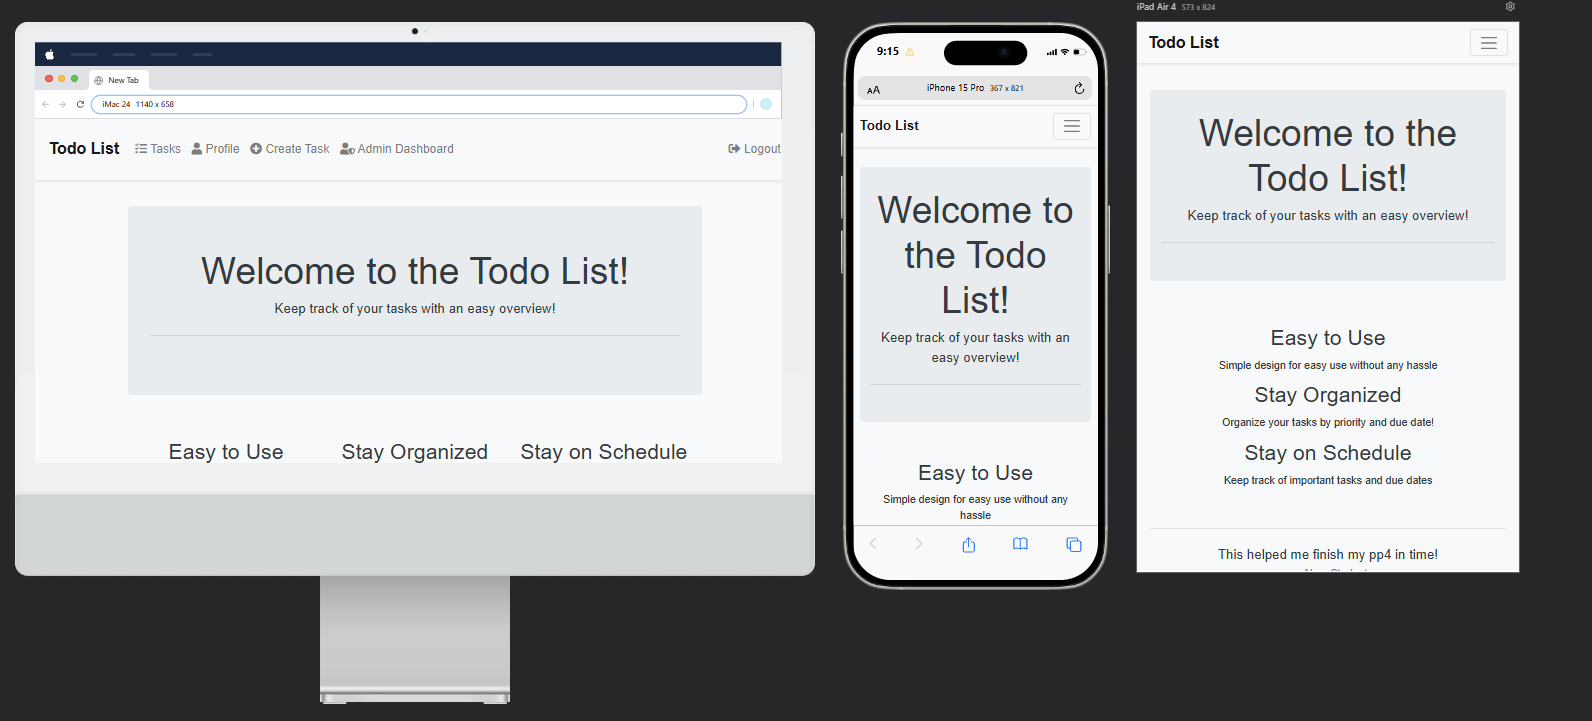 New Tab
iMac 24 1140 x 658
Todo List Tasks Profile Create Task Admin Dashboard Logout
Welcome to the Todo List!
Keep track of your tasks with an easy overview!
Easy to Use Stay Organized Stay on Schedule
9:15
AA iPhone 15 Pro 367 x 821
Todo List
Welcome to
the Todo
List!
Keep track of your tasks with an
easy overview!
Easy to Use
Simple design for easy use without any
hassle
iPad Air 4 573 x 824
Todo List
Welcome to the
Todo List!
Keep track of your tasks with an easy overview!
Easy to Use
Simple design for easy use without any hassle
Stay Organized
Organize your tasks by priority and due date!
Stay on Schedule
Keep track of important tasks and due dates
This helped me finish my pp4 in time!